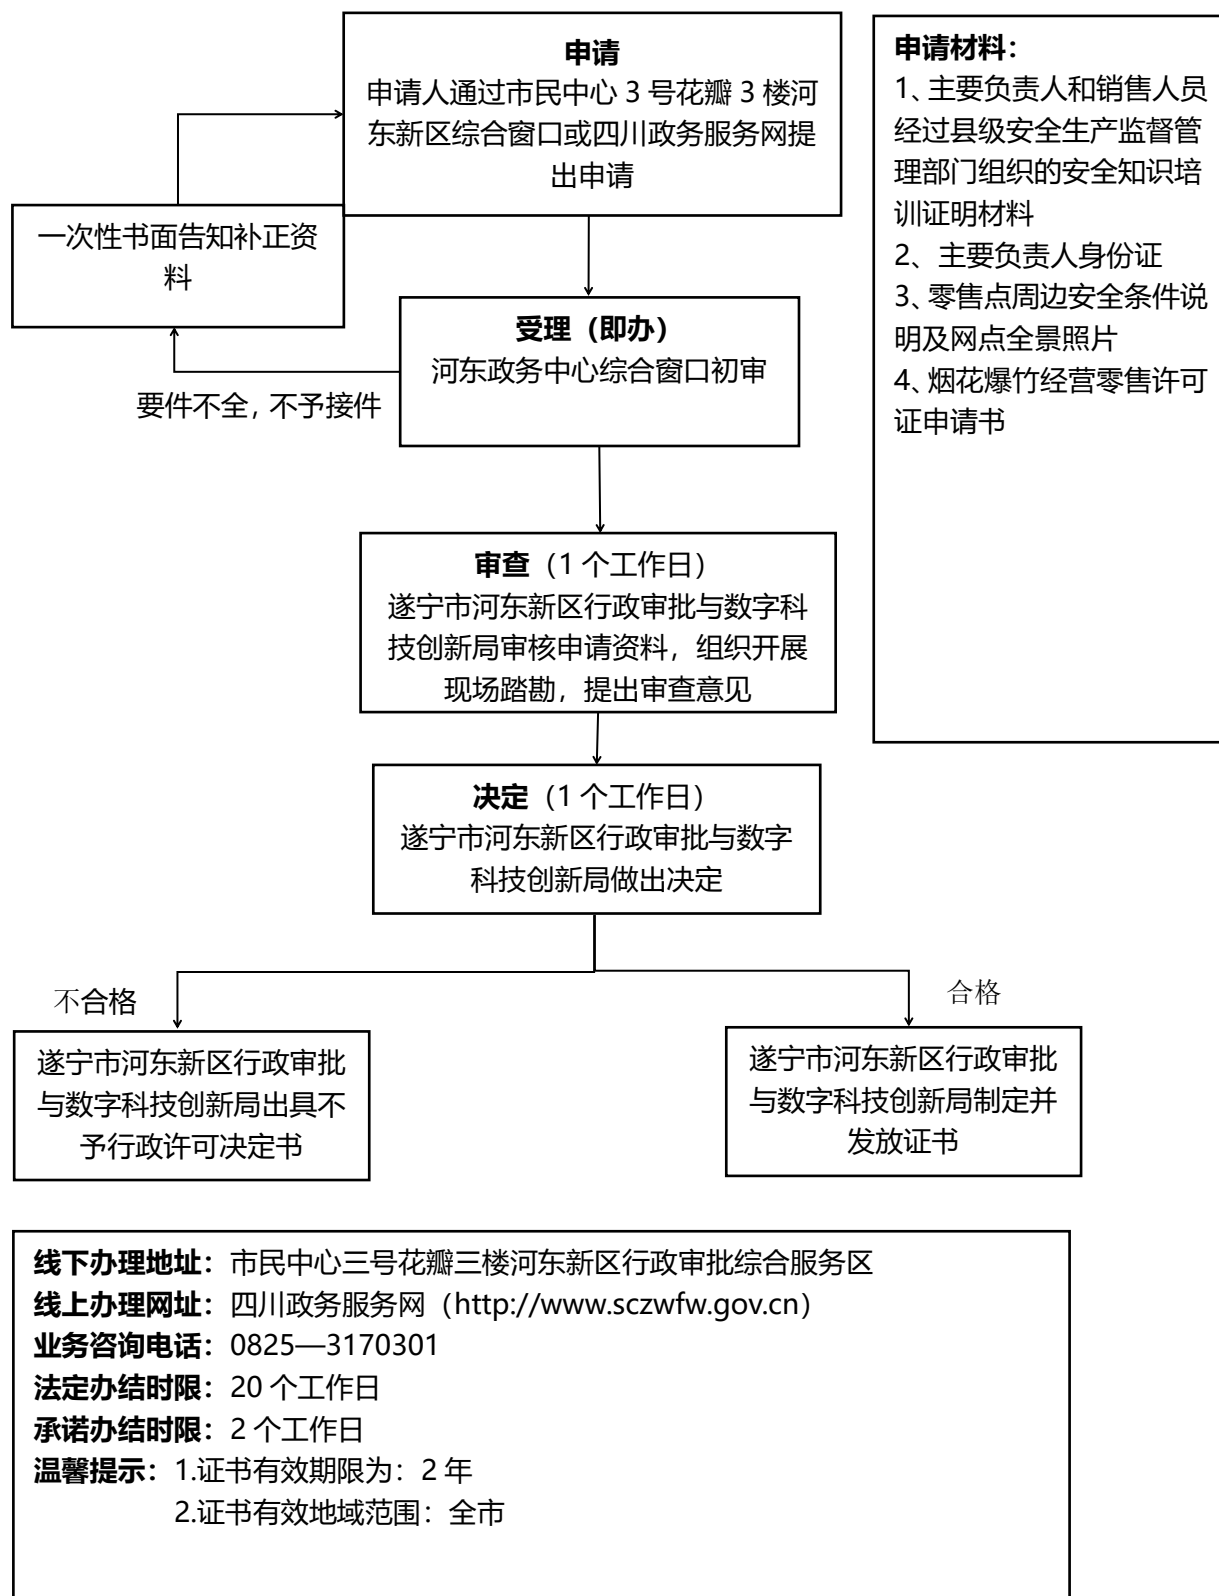 申请
申请人通过市民中心 3 号花瓣 3 楼河
东新区综合窗口或四川政务服务网提
出申请
一次性书面告知补正资
料
受理（即办）
河东政务中心综合窗口初审
要件不全，不予接件
审查（1 个工作日）
遂宁市河东新区行政审批与数字科
技创新局审核申请资料，组织开展
现场踏勘，提出审查意见
决定（1 个工作日）
遂宁市河东新区行政审批与数字
科技创新局做出决定
不合格
合格
遂宁市河东新区行政审批
与数字科技创新局出具不
予行政许可决定书
遂宁市河东新区行政审批
与数字科技创新局制定并
发放证书
申请材料：
1、主要负责人和销售人员
经过县级安全生产监督管
理部门组织的安全知识培
训证明材料
2、主要负责人身份证
3、零售点周边安全条件说
明及网点全景照片
4、烟花爆竹经营零售许可
证申请书
线下办理地址：市民中心三号花瓣三楼河东新区行政审批综合服务区
线上办理网址：四川政务服务网（http://www.sczwfw.gov.cn）
业务咨询电话：0825—3170301
法定办结时限：20 个工作日
承诺办结时限：2 个工作日
温馨提示：1.证书有效期限为：2 年
2.证书有效地域范围：全市